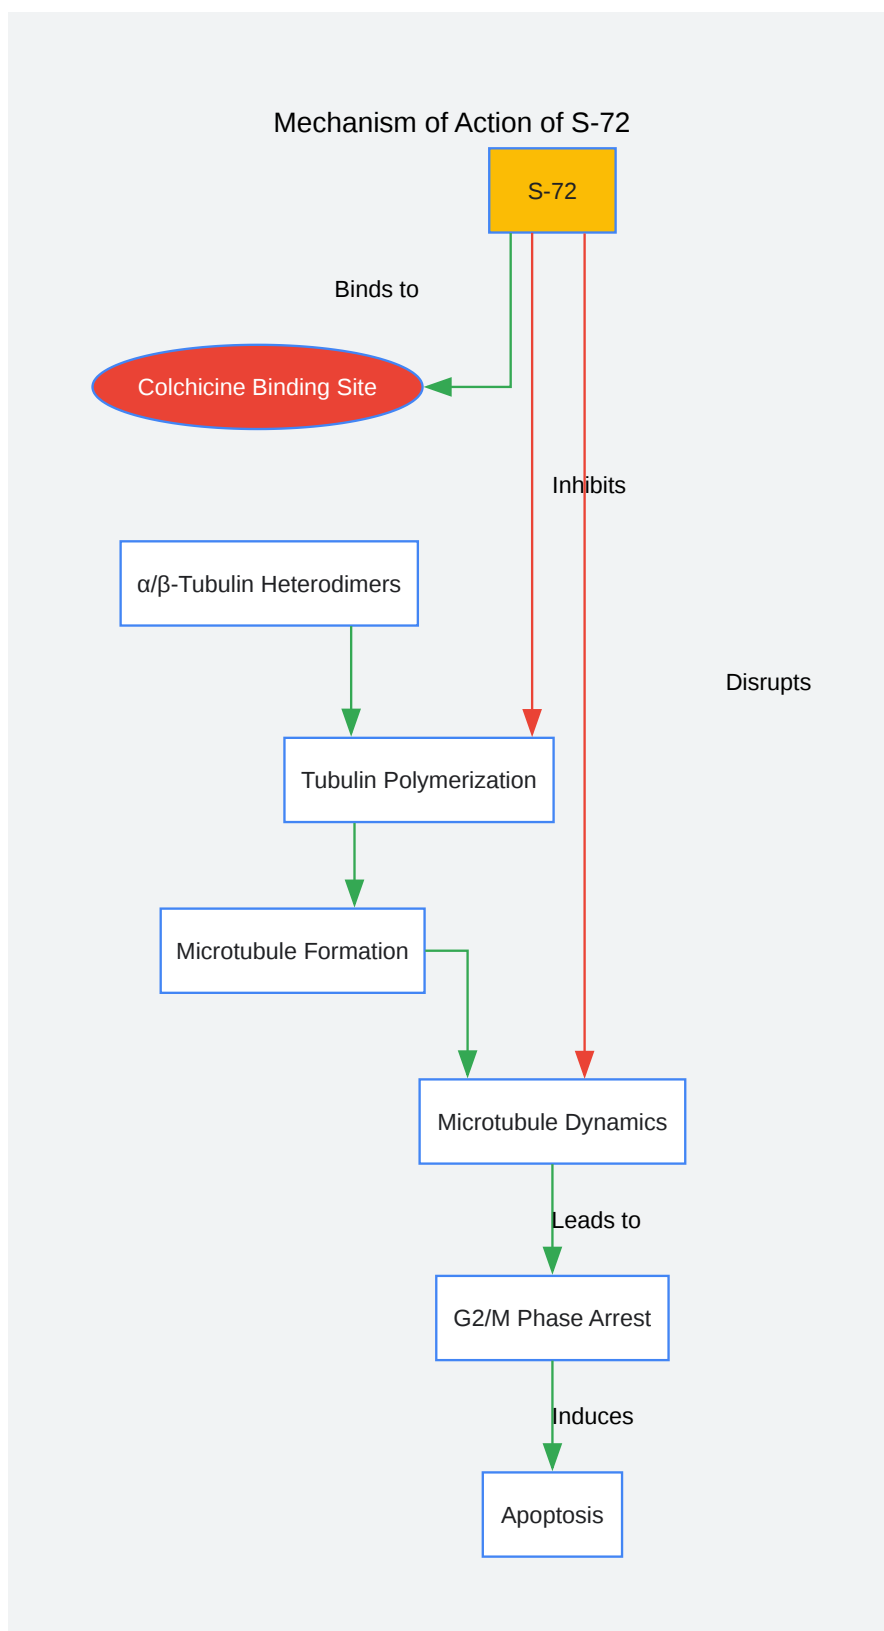 Mechanism of Action of S-72
S-72
Binds to
Colchicine Binding Site
Inhibits
α/β-Tubulin Heterodimers
Disrupts
Tubulin Polymerization
Microtubule Formation
Microtubule Dynamics
Leads to
G2/M Phase Arrest
Induces
Apoptosis